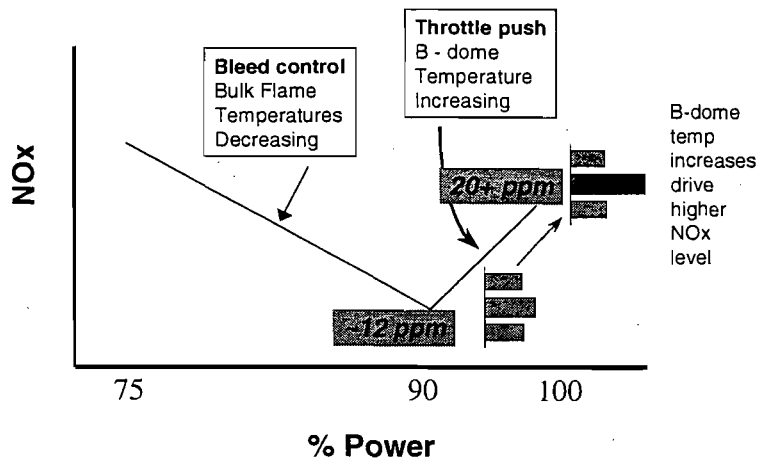 Throttle push
B - dome
Temperature
Increasing
Bleed control
Bulk Flame
Temperatures
Decreasing
B-dome
temp
increases
drive
higher
NOx
level
NOx
20+ ppm
~12 ppm
75
90
100
% Power